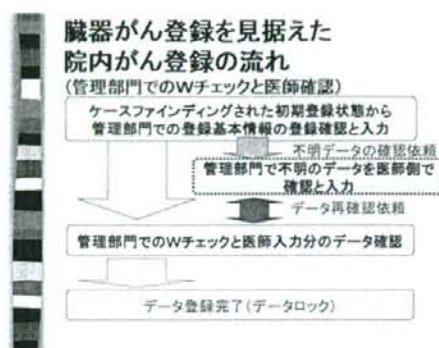 臓器がん登録を見据えた
院内がん登録の流れ
(管理部門でのWチェックと医師確認)
ケースファインディングされた初期登録状態から
管理部門での登録基本情報の登録確認と入力
不明データの確認依頼
管理部門で不明のデータを医師側で
確認と入力
データ再確認依頼
管理部門でのWチェックと医師入力分のデータ確認
データ登録完了(データロック)